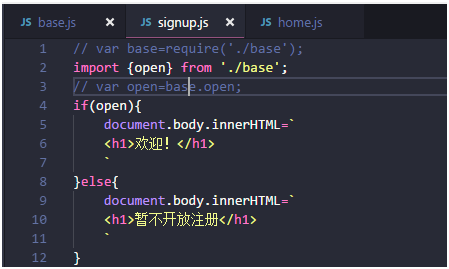 JS base.js JS signup.js × JS home.js
1 // var base=require('./base');
2 import {open} from './base';
3 // var open=base.open;
4 if(open){
5 document.body.innerHTML=`
6 <h1>欢迎! </h1>
7 `
8 }else{
9 document.body.innerHTML=`
10 <h1>暂不开放注册</h1>
11 `
12 }